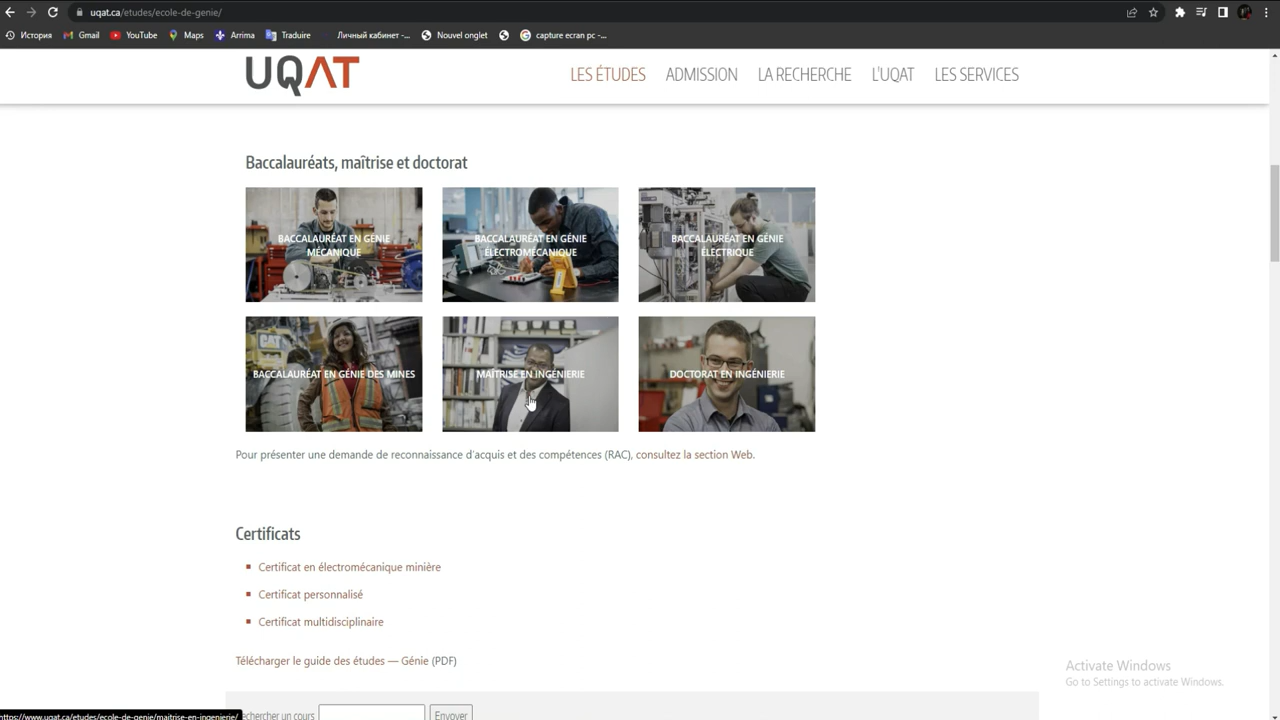 uqat.ca/etudes/ecole-de-genie/
История
Gmail
YouTube
Maps
Arrima
Traduire
Личный кабинет -...
Nouvel onglet
capture ecran pc -...
UQAT
LES ÉTUDES
ADMISSION
LA RECHERCHE
L'UQAT
LES SERVICES
Baccalauréats, maîtrise et doctorat
BACCALAURÉAT EN GÉNIE
MÉCANIQUE
BACCALAURÉAT EN GÉNIE
ÉLECTROMÉCANIQUE
BACCALAURÉAT EN GÉNIE
ÉLECTRIQUE
BACCALAURÉAT EN GÉNIE DES MINES
MAÎTRISE EN INGÉNIERIE
DOCTORAT EN INGÉNIERIE
Pour présenter une demande de reconnaissance d'acquis et des compétences (RAC), consultez la section Web.
Certificats
Certificat en électromécanique minière
Certificat personnalisé
Certificat multidisciplinaire
Télécharger le guide des études — Génie (PDF)
Activate Windows
Go to Settings to activate Windows.
https://www.uqat.ca/etudes/ecole-de-genie/maitrise-en-ingenierie/
echercher un cours
Envoyer